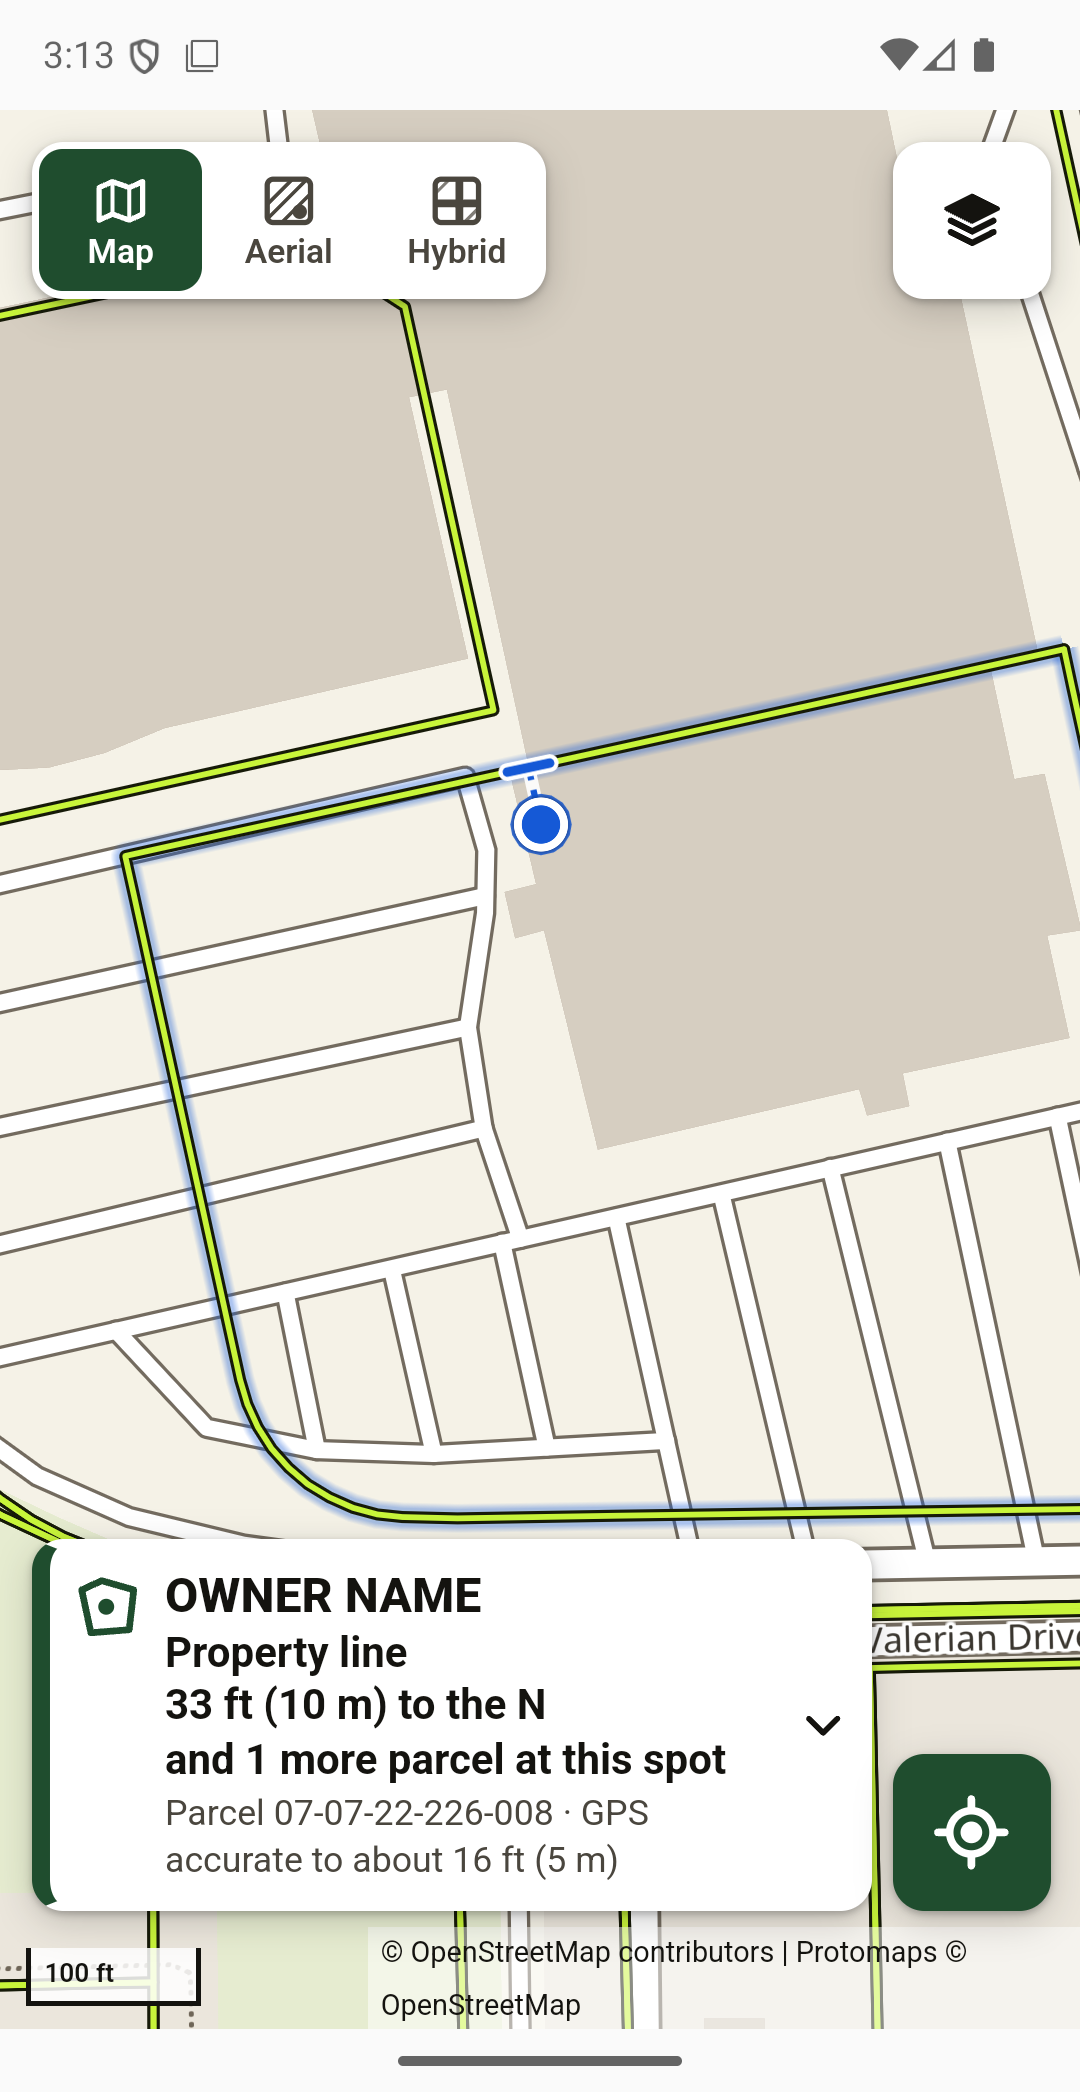 3:13
Map
Aerial
Hybrid
OWNER NAME
Property line
33 ft (10 m) to the N
and 1 more parcel at this spot
Parcel 07-07-22-226-008 · GPS
accurate to about 16 ft (5 m)
Valerian Drive
100 ft
© OpenStreetMap contributors | Protomaps ©
OpenStreetMap